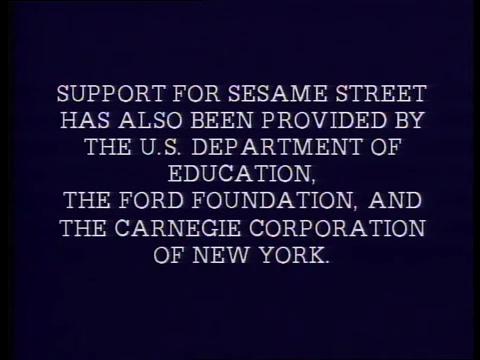 SUPPORT FOR SESAME STREET
HAS ALSO BEEN PROVIDED BY
THE U.S. DEPARTMENT OF
EDUCATION,
THE FORD FOUNDATION, AND
THE CARNEGIE CORPORATION
OF NEW YORK.